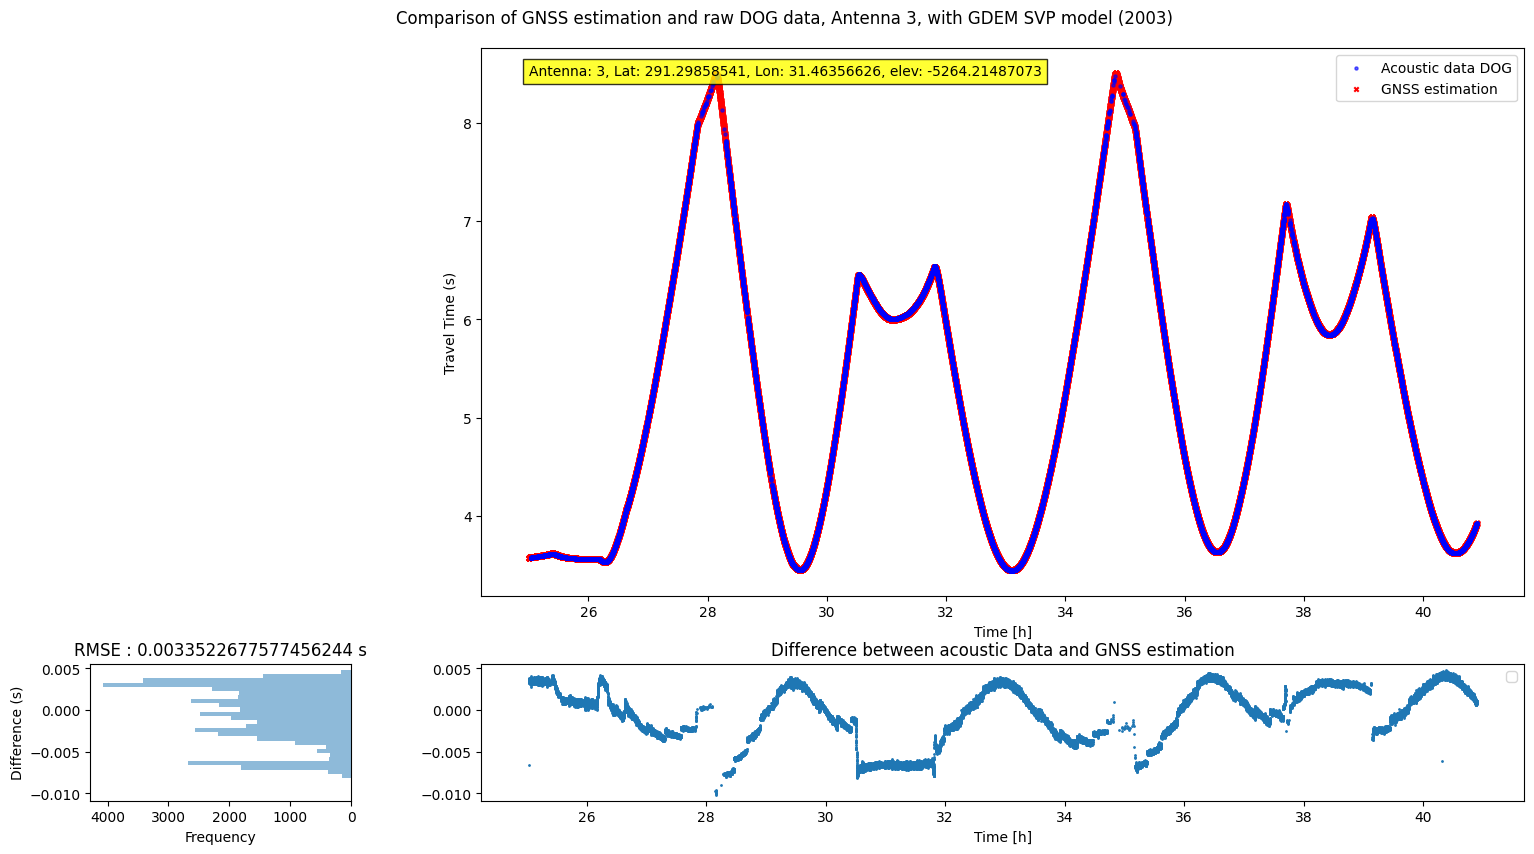 Comparison of GNSS estimation and raw DOG data, Antenna 3, with GDEM SVP model (2003)
Antenna: 3, Lat: 291.29858541, Lon: 31.46356626, elev: -5264.21487073
Acoustic data DOG
GNSS estimation
8
7
6
5
4
Travel Time (s)
26 28 30 32 34 36 38 40
Time [h]
RMSE : 0.0033522677577456244 s
0.005
0.000
−0.005
−0.010
Difference (s)
4000 3000 2000 1000 0
Frequency
Difference between acoustic Data and GNSS estimation
0.005
0.000
−0.005
−0.010
26 28 30 32 34 36 38 40
Time [h]